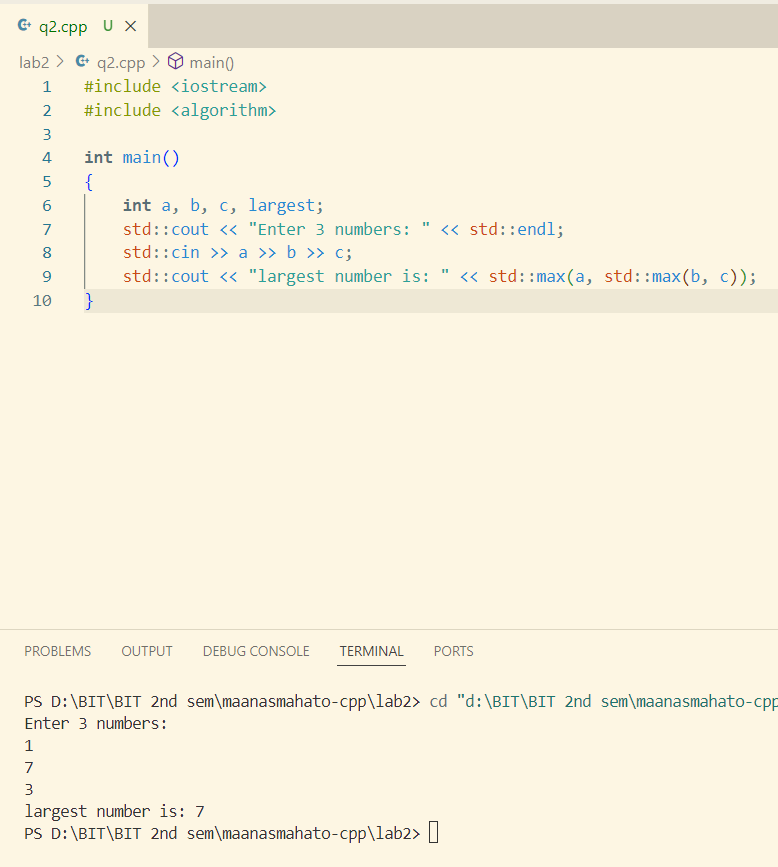 q2.cpp U
lab2 > q2.cpp > main()
1 #include <iostream>
2 #include <algorithm>
3
4 int main()
5 {
6     int a, b, c, largest;
7     std::cout << "Enter 3 numbers: " << std::endl;
8     std::cin >> a >> b >> c;
9     std::cout << "largest number is: " << std::max(a, std::max(b, c));
10 }
PROBLEMS OUTPUT DEBUG CONSOLE TERMINAL PORTS
PS D:\BIT\BIT 2nd sem\maanasmahato-cpp\lab2> cd "d:\BIT\BIT 2nd sem\maanasmahato-cpp
Enter 3 numbers:
1
7
3
largest number is: 7
PS D:\BIT\BIT 2nd sem\maanasmahato-cpp\lab2>